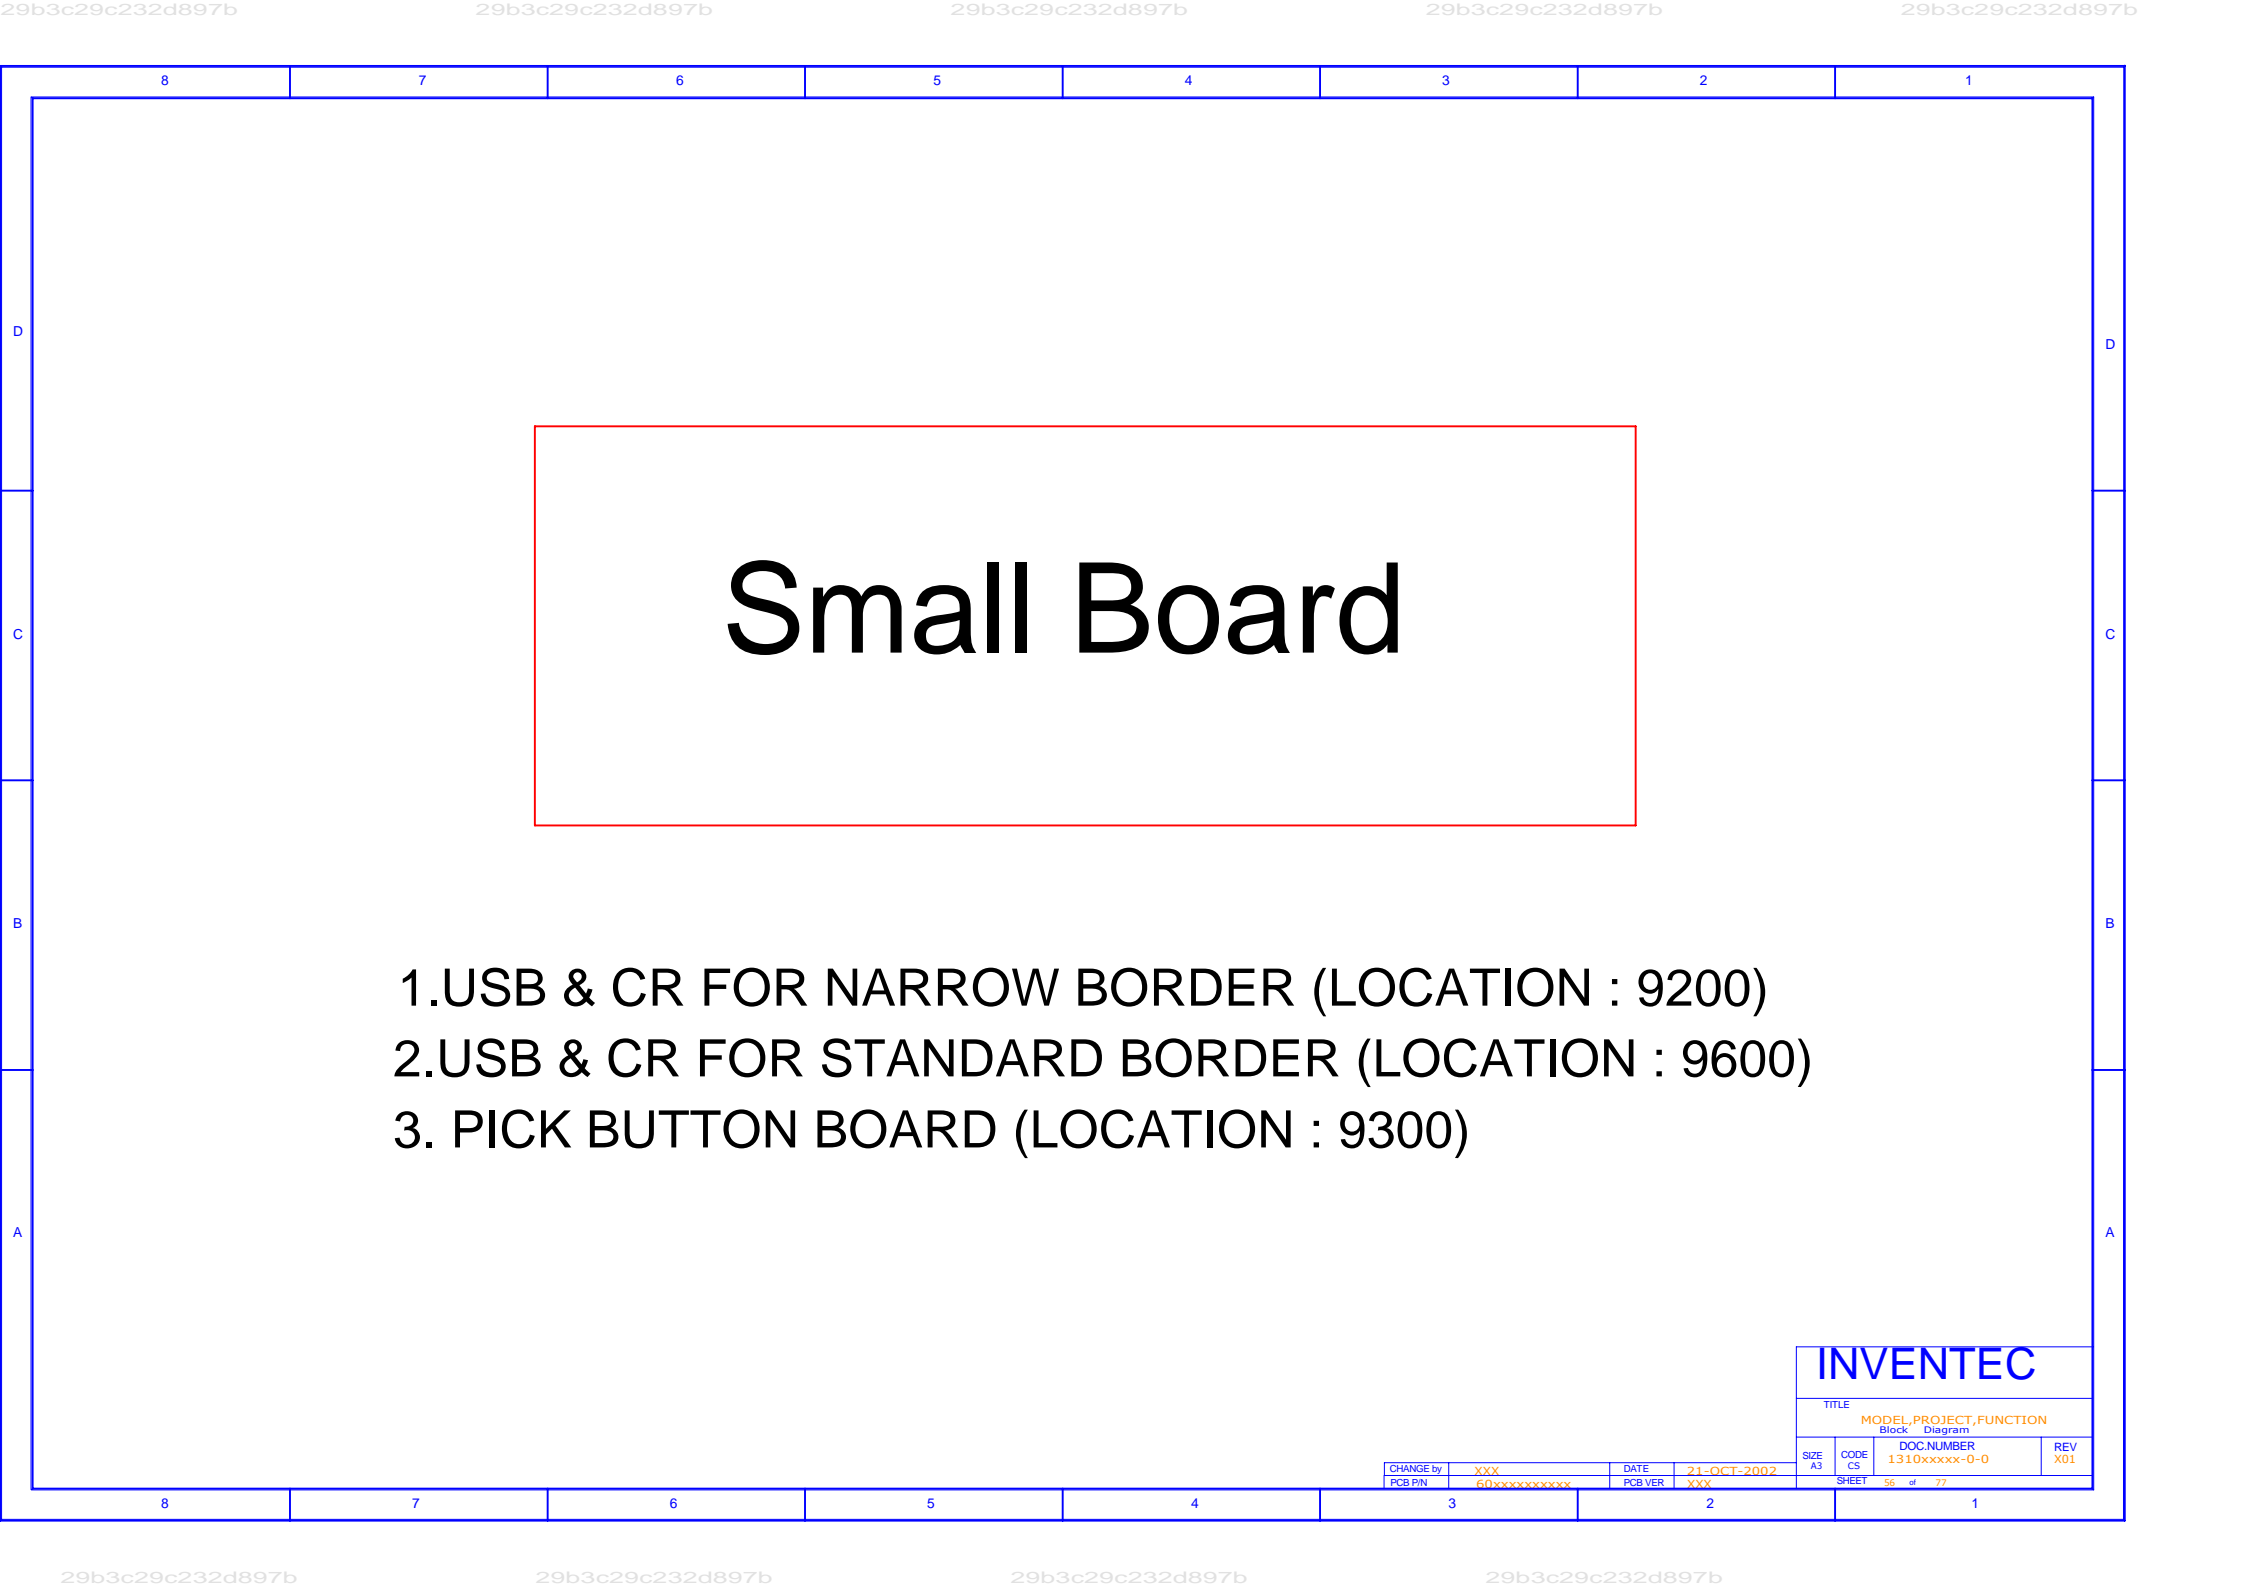 29b3c29c232d897b 29b3c29c232d897b 29b3c29c232d897b 29b3c29c232d897b 29b3c29c232d897b
8 7 6 5 4 3 2 1
D D
Small Board
C C
B B
1.USB & CR FOR NARROW BORDER (LOCATION : 9200)
2.USB & CR FOR STANDARD BORDER (LOCATION : 9600)
3. PICK BUTTON BOARD (LOCATION : 9300)
A A
INVENTEC
TITLE
MODEL,PROJECT,FUNCTION
Block Diagram
SIZE CODE DOC.NUMBER REV
A3 CS 1310xxxxx-0-0 X01
CHANGE by XXX DATE 21-OCT-2002
PCB P/N 60xxxxxxxxxx PCB VER XXX SHEET 56 of 77
8 7 6 5 4 3 2 1
29b3c29c232d897b 29b3c29c232d897b 29b3c29c232d897b 29b3c29c232d897b